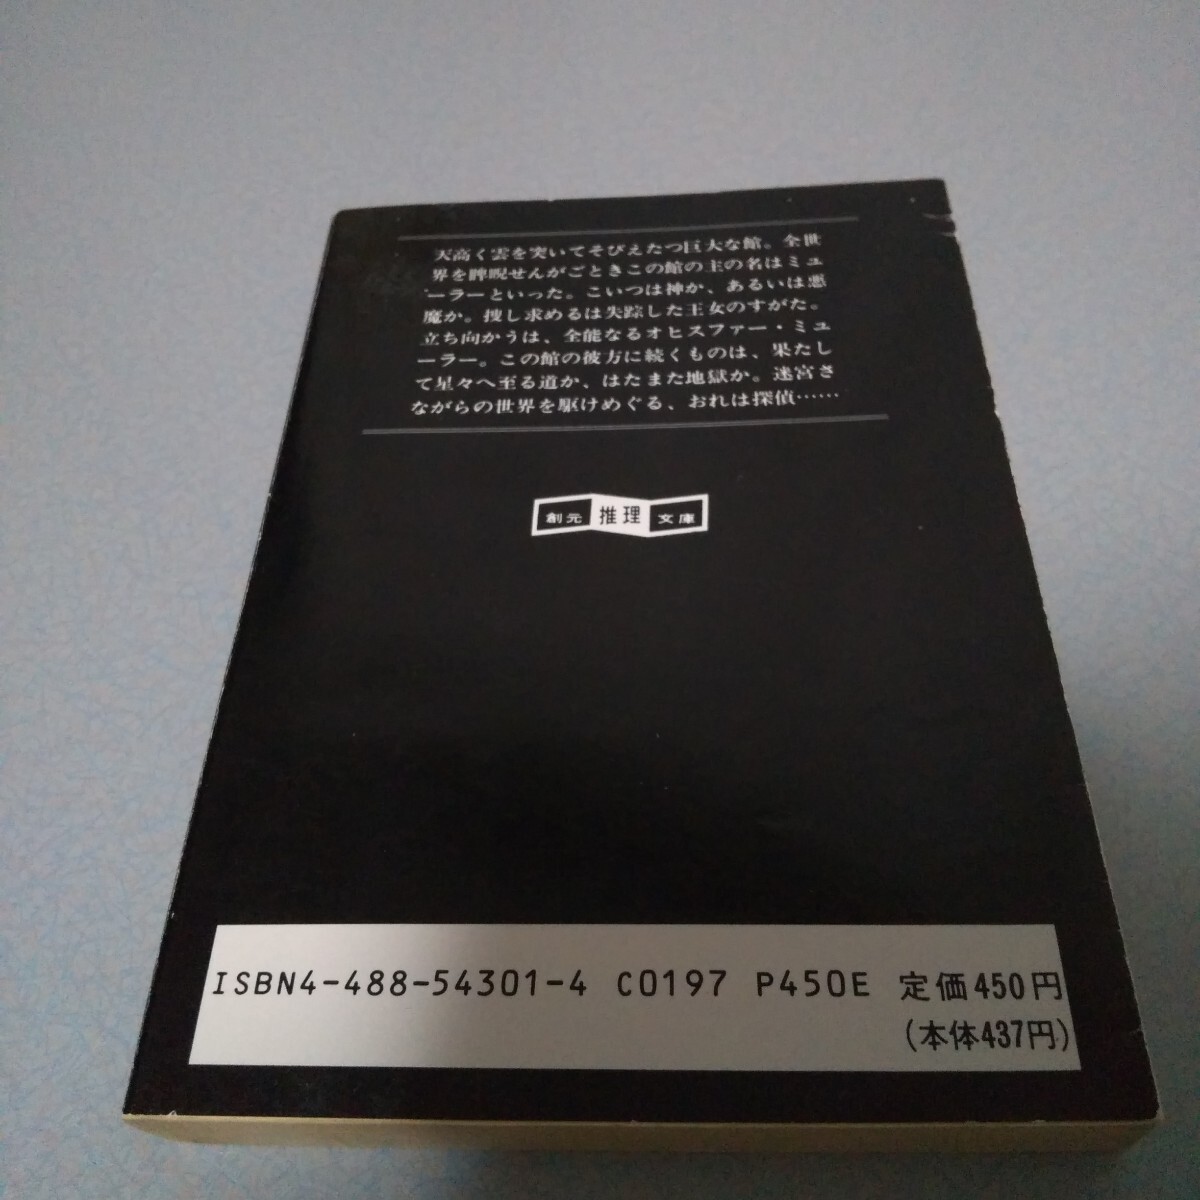 天高く雲を突いてそびえたつ巨大な館。全世
界を睥睨せんがごときこの館の主の名はミュ
ーラーといった。こいつは神か、あるいは悪
魔か。捜し求めるは失踪した王女のすがた。
立ち向かうは、全能なるオヒスファー・ミュ
ーラー。この館の彼方に続くものは、果たし
て星々へ至る道か、はたまた地獄か。迷宮さ
ながらの世界を駆けめぐる、おれは探偵……
創元 推理 文庫
ISBN4-488-54301-4 C0197 P450E 定価450円
(本体437円)